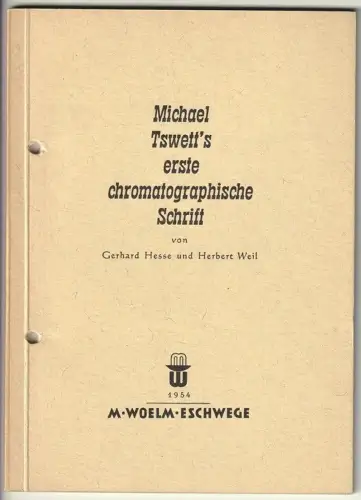 Michael
Tswett's
erste
chromatographische
Schrift
von
Gerhard Hesse und Herbert Weil
W
1954
M·WOELM·ESCHWEGE